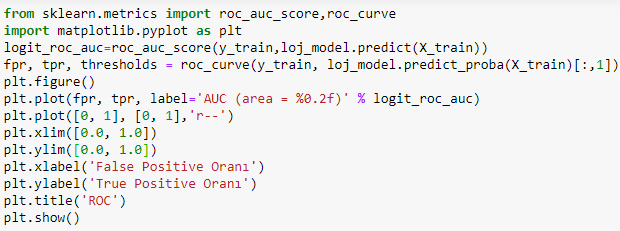 from sklearn.metrics import roc_auc_score,roc_curve
import matplotlib.pyplot as plt
logit_roc_auc=roc_auc_score(y_train,loj_model.predict(X_train))
fpr, tpr, thresholds = roc_curve(y_train, loj_model.predict_proba(X_train)[:,1])
plt.figure()
plt.plot(fpr, tpr, label='AUC (area = %0.2f)' % logit_roc_auc)
plt.plot([0, 1], [0, 1],'r--')
plt.xlim([0.0, 1.0])
plt.ylim([0.0, 1.0])
plt.xlabel('False Positive Oranı')
plt.ylabel('True Positive Oranı')
plt.title('ROC')
plt.show()